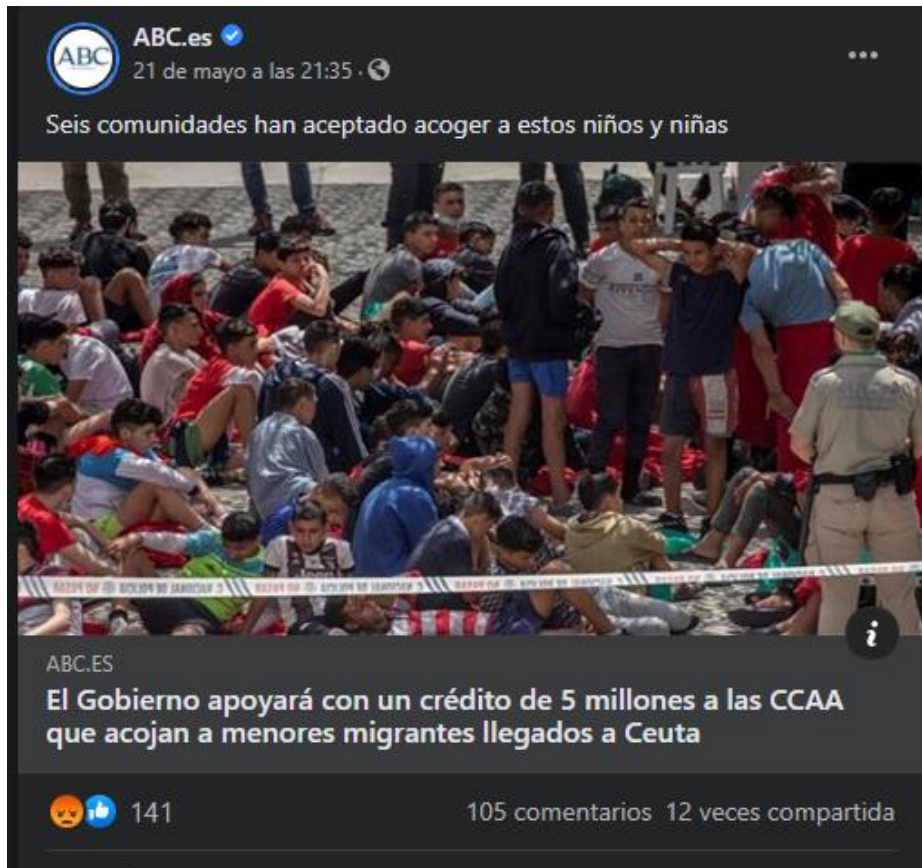 ABC
ABC.es
21 de mayo a las 21:35
Seis comunidades han aceptado acoger a estos niños y niñas
ABC.ES
El Gobierno apoyará con un crédito de 5 millones a las CCAA
que acojan a menores migrantes llegados a Ceuta
141
105 comentarios 12 veces compartida